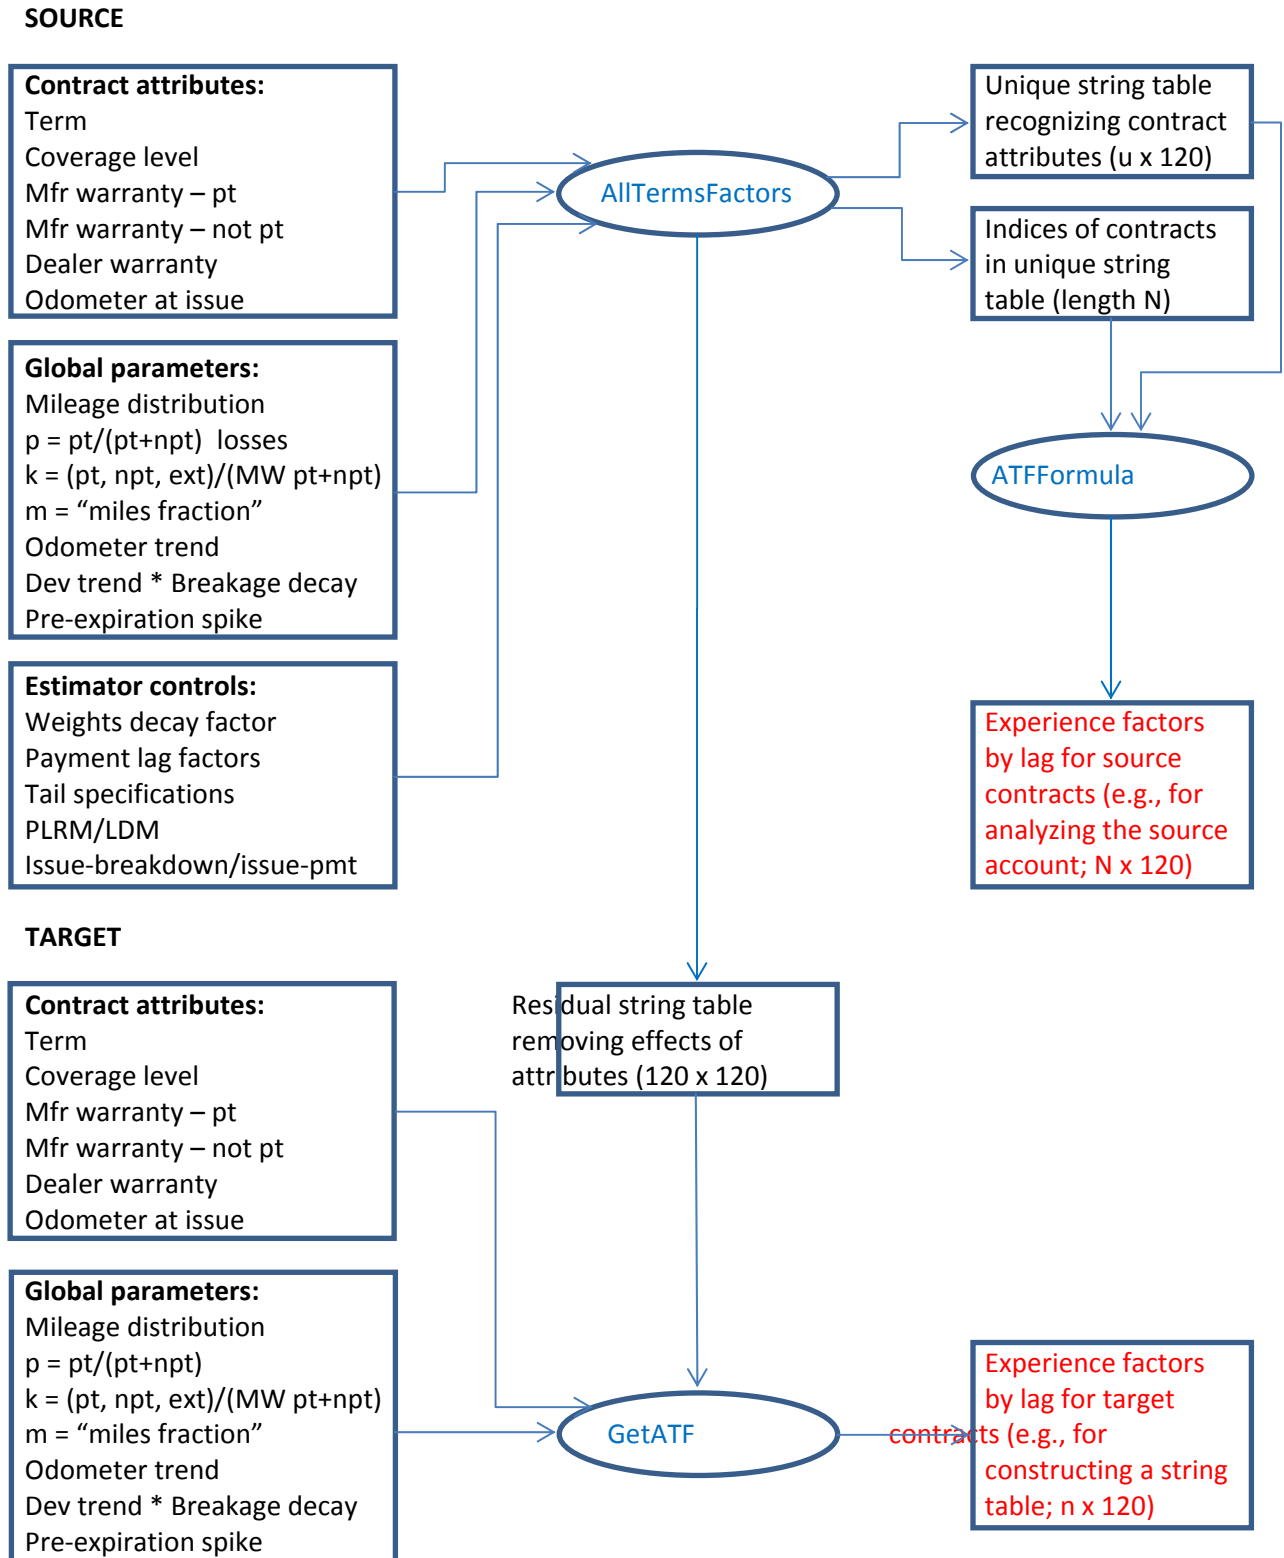 SOURCE
Contract attributes:
Term
Coverage level
Mfr warranty – pt
Mfr warranty – not pt
Dealer warranty
Odometer at issue
Global parameters:
Mileage distribution
p = pt/(pt+npt)  losses
k = (pt, npt, ext)/(MW pt+npt)
m = “miles fraction”
Odometer trend
Dev trend * Breakage decay
Pre-expiration spike
Estimator controls:
Weights decay factor
Payment lag factors
Tail specifications
PLRM/LDM
Issue-breakdown/issue-pmt
AllTermsFactors
Unique string table
recognizing contract
attributes (u x 120)
Indices of contracts
in unique string
table (length N)
ATFFormula
Experience factors
by lag for source
contracts (e.g., for
analyzing the source
account; N x 120)
TARGET
Contract attributes:
Term
Coverage level
Mfr warranty – pt
Mfr warranty – not pt
Dealer warranty
Odometer at issue
Global parameters:
Mileage distribution
p = pt/(pt+npt)
k = (pt, npt, ext)/(MW pt+npt)
m = “miles fraction”
Odometer trend
Dev trend * Breakage decay
Pre-expiration spike
Residual string table
removing effects of
attributes (120 x 120)
GetATF
Experience factors
by lag for target
contracts (e.g., for
constructing a string
table; n x 120)